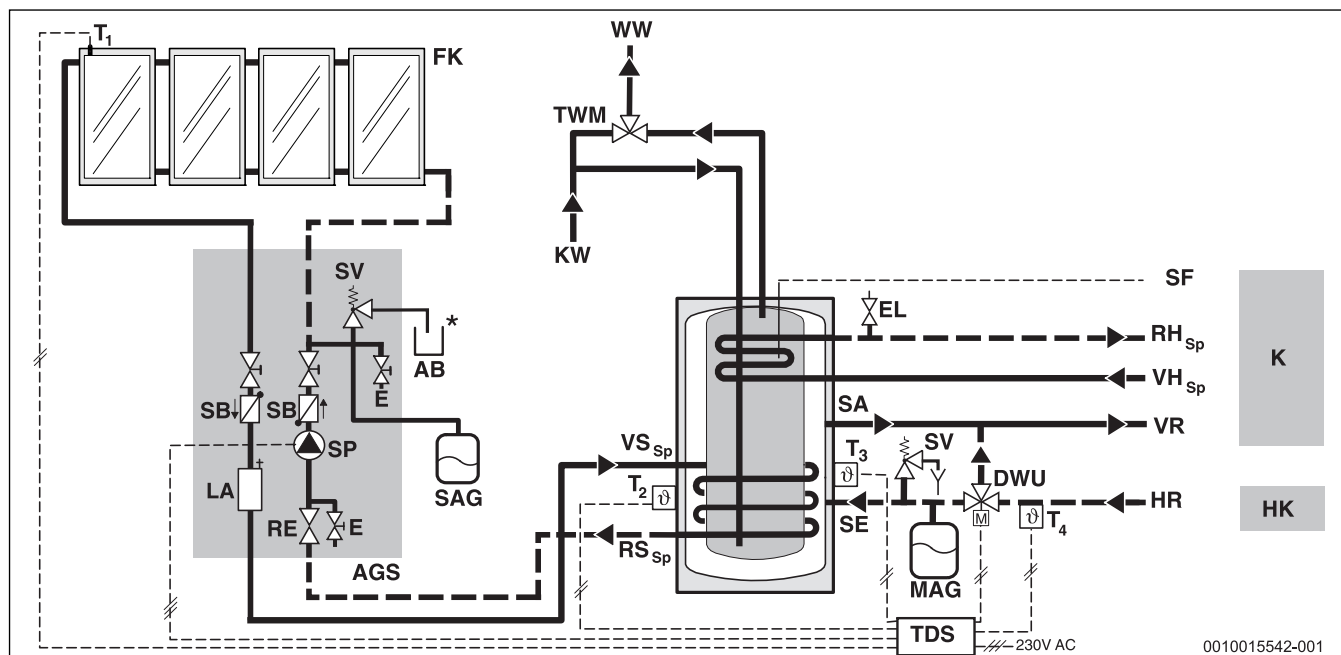 WW
T1
FK
TWM
KW
SV
SF
EL
AB
*
RHSp
K
E
VHSp
SB
SB
SA
VR
SP
SV
VSSp
T3
DWU
LA
SAG
T2
ϑ
ϑ
HR
RE
E
SE
M
ϑ
T4
HK
RSSp
AGS
MAG
TDS
230V AC
0010015542-001